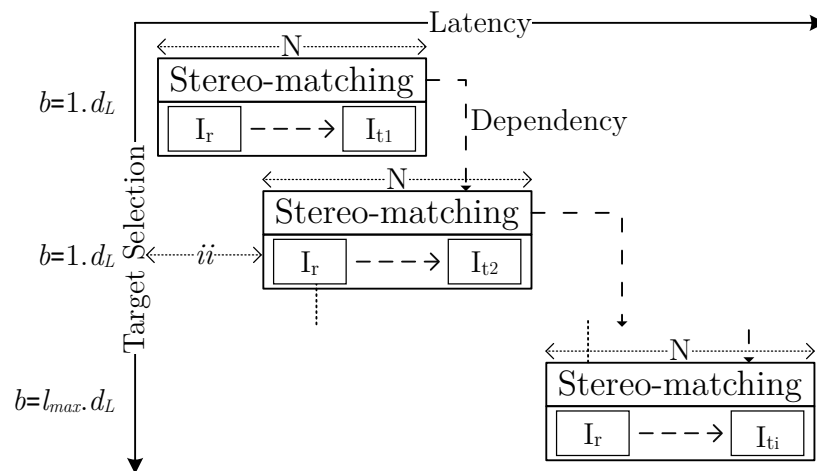 Latency
N
Stereo-matching
b=1.d_L
I_r
I_t1
Dependency
Target Selection
N
Stereo-matching
b=1.d_L
ii
I_r
I_t2
N
Stereo-matching
b=l_max.d_L
I_r
I_ti